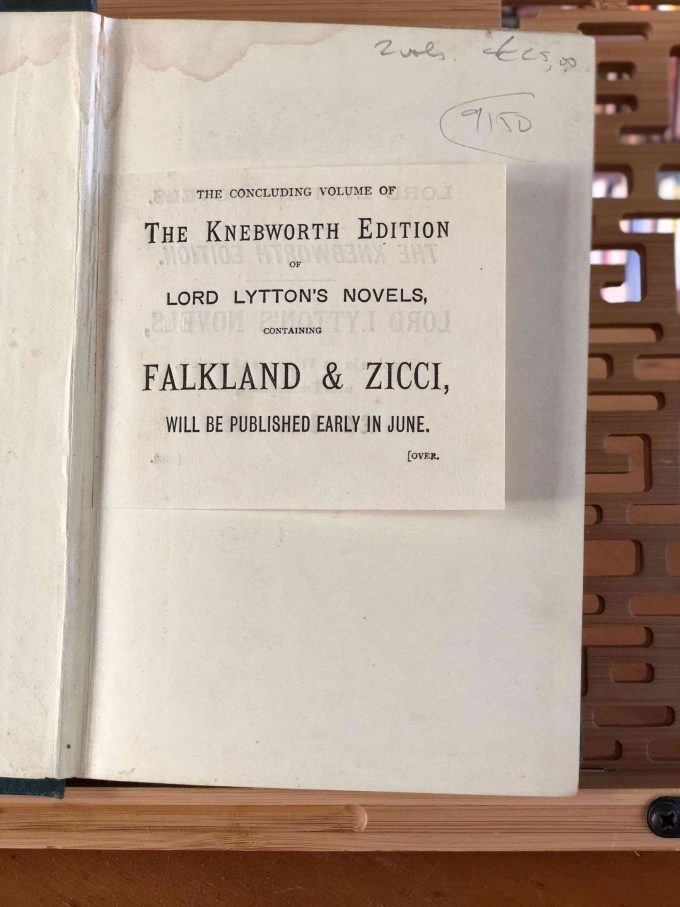 2 vols. £25.00
9150
THE CONCLUDING VOLUME OF
THE KNEBWORTH EDITION
OF
LORD LYTTON'S NOVELS,
CONTAINING
FALKLAND & ZICCI,
WILL BE PUBLISHED EARLY IN JUNE.
[OVER.